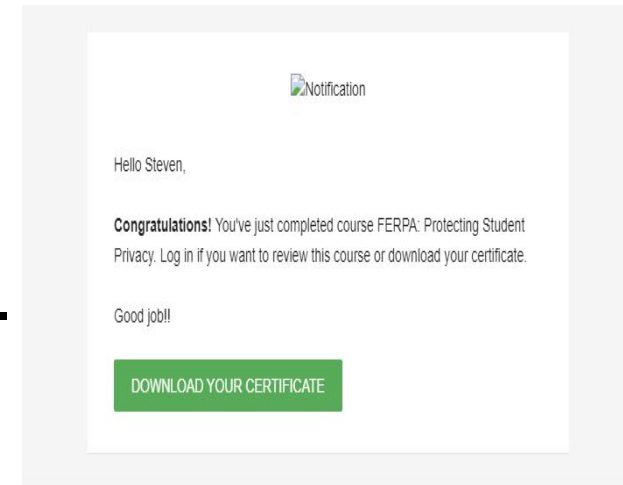 Notification
Hello Steven,
Congratulations! You've just completed course FERPA: Protecting Student
Privacy. Log in if you want to review this course or download your certificate.
Good job!!
DOWNLOAD YOUR CERTIFICATE